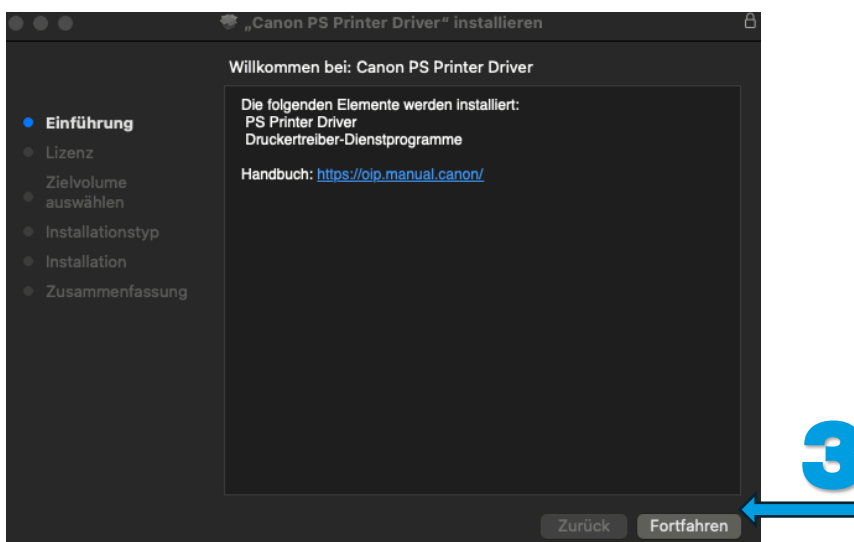 „Canon PS Printer Driver“ installieren
Willkommen bei: Canon PS Printer Driver
Einführung
Lizenz
Zielvolume
auswählen
Installationstyp
Installation
Zusammenfassung
Die folgenden Elemente werden installiert:
PS Printer Driver
Druckertreiber-Dienstprogramme
Handbuch: https://oip.manual.canon/
Zurück
Fortfahren
3